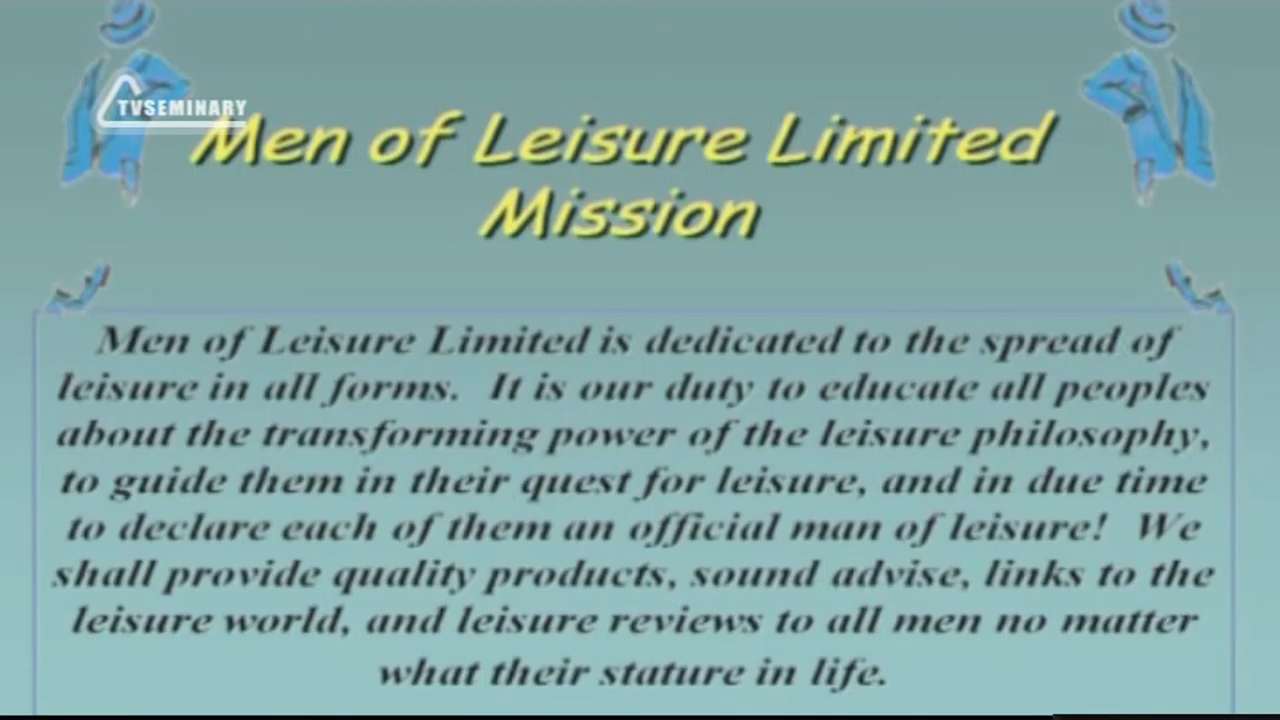 TVSEMINARY
Men of Leisure Limited
Mission
Men of Leisure Limited is dedicated to the spread of
leisure in all forms. It is our duty to educate all peoples
about the transforming power of the leisure philosophy,
to guide them in their quest for leisure, and in due time
to declare each of them an official man of leisure! We
shall provide quality products, sound advise, links to the
leisure world, and leisure reviews to all men no matter
what their stature in life.